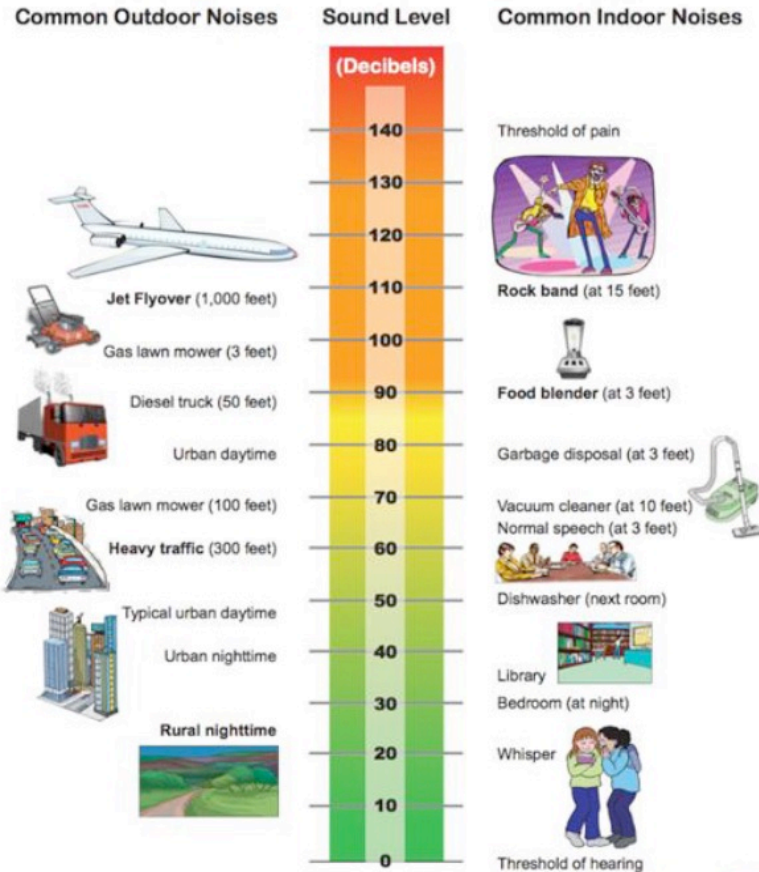 Common Outdoor Noises
Sound Level
Common Indoor Noises
(Decibels)
140
Threshold of pain
130
120
Jet Flyover (1,000 feet)
110
Rock band (at 15 feet)
Gas lawn mower (3 feet)
100
Diesel truck (50 feet)
90
Food blender (at 3 feet)
Urban daytime
80
Garbage disposal (at 3 feet)
Gas lawn mower (100 feet)
70
Vacuum cleaner (at 10 feet)
Normal speech (at 3 feet)
Heavy traffic (300 feet)
60
Typical urban daytime
50
Dishwasher (next room)
Urban nighttime
40
Library
30
Bedroom (at night)
Rural nighttime
20
Whisper
10
0
Threshold of hearing